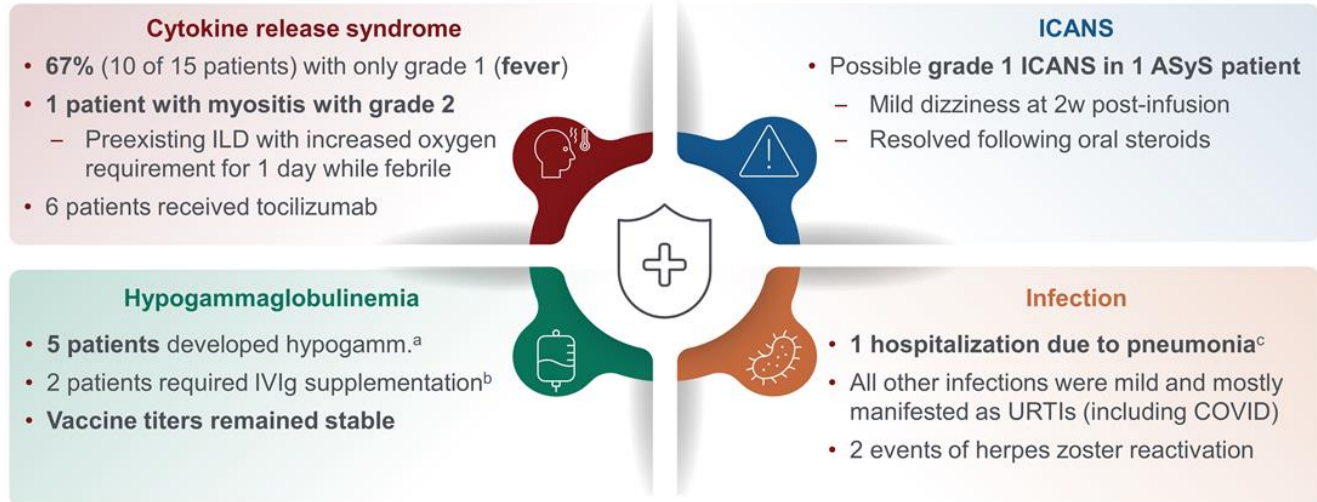 Cytokine release syndrome
• 67% (10 of 15 patients) with only grade 1 (fever)
• 1 patient with myositis with grade 2
– Preexisting ILD with increased oxygen
requirement for 1 day while febrile
• 6 patients received tocilizumab
ICANS
• Possible grade 1 ICANS in 1 ASyS patient
– Mild dizziness at 2w post-infusion
– Resolved following oral steroids
Hypogammaglobulinemia
• 5 patients developed hypogamm.ᵃ
• 2 patients required IVIg supplementationᵇ
• Vaccine titers remained stable
Infection
• 1 hospitalization due to pneumoniaᶜ
• All other infections were mild and mostly
manifested as URTIs (including COVID)
• 2 events of herpes zoster reactivation